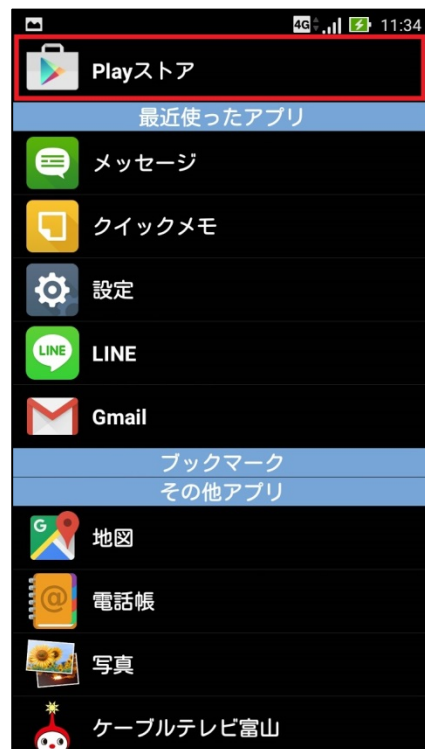 4G 11:34
Playストア
最近使ったアプリ
メッセージ
クイックメモ
設定
LINE
LINE
Gmail
ブックマーク
その他アプリ
G
地図
@
電話帳
写真
ケーブルテレビ富山